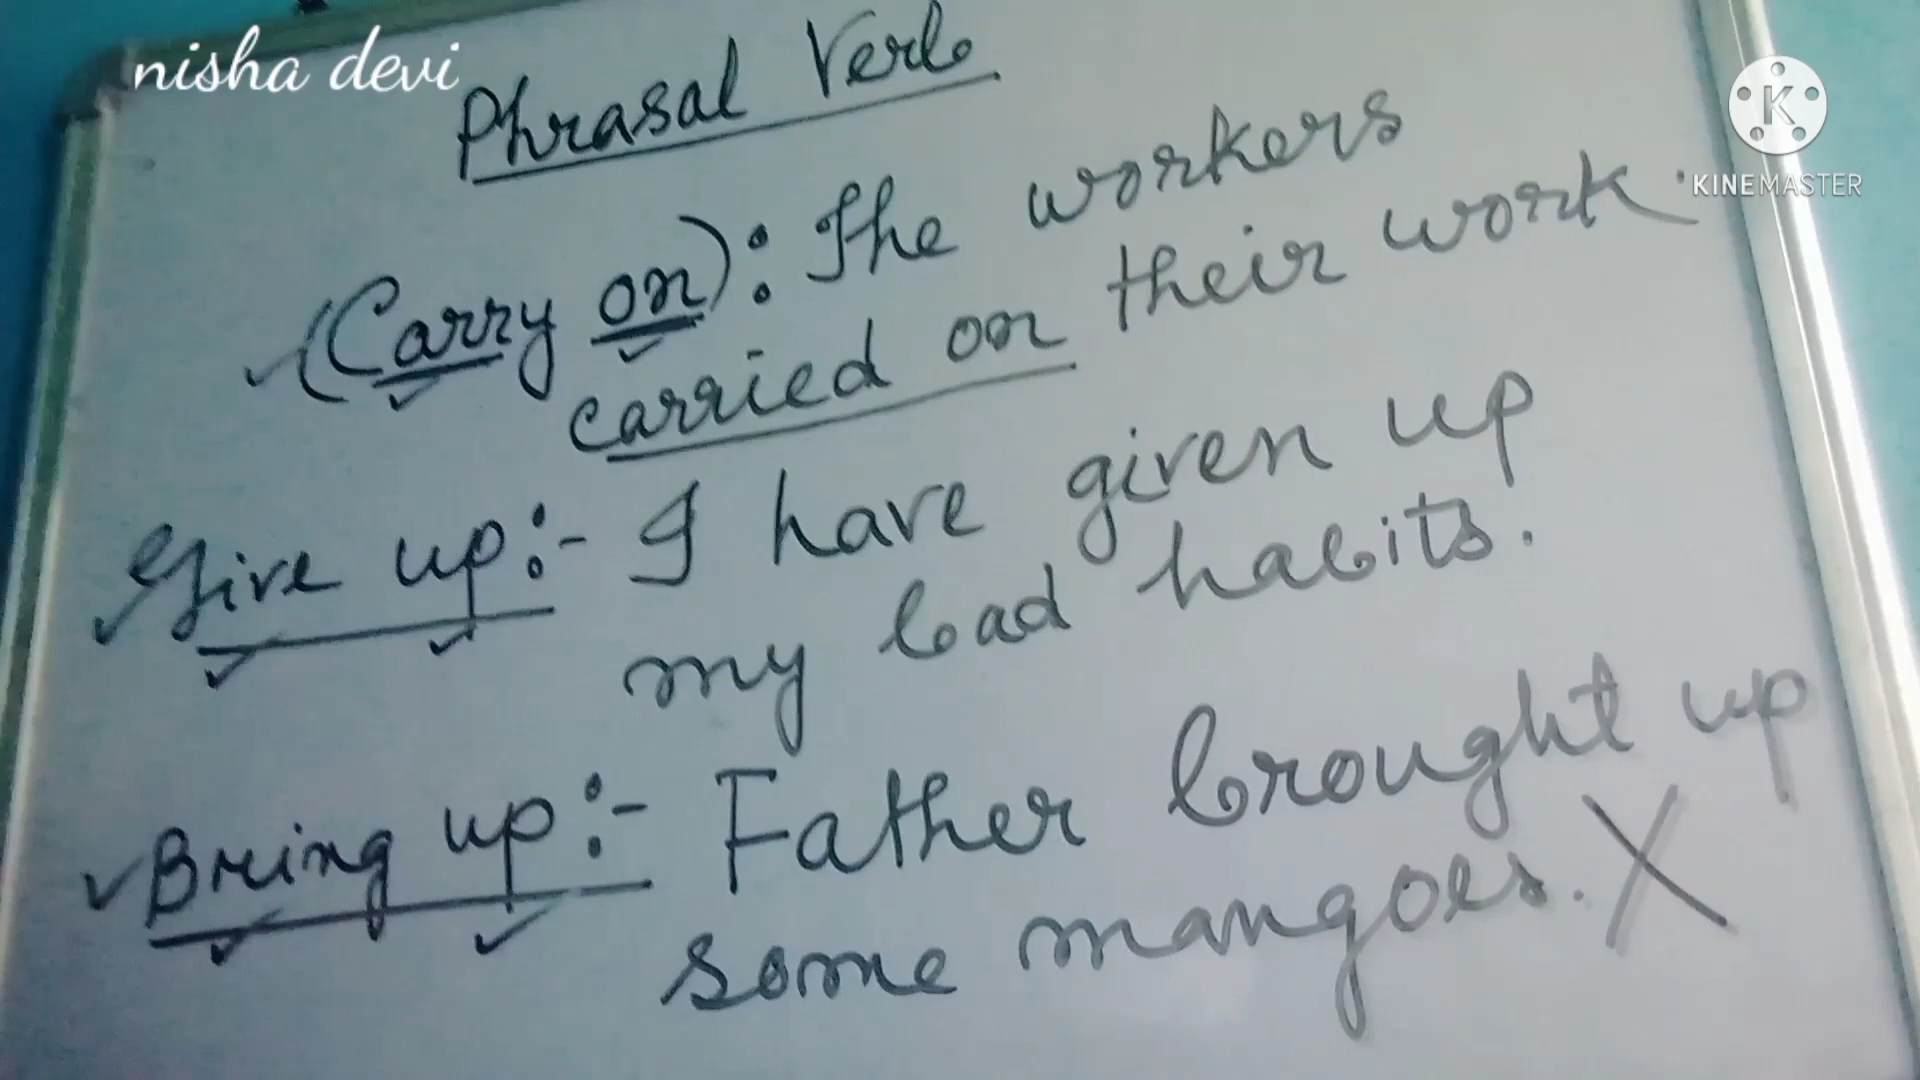 nisha devi
Phrasal Verb
K
KINEMASTER
(Carry on): The workers
carried on their work.
Give up:- I have given up
my bad habits.
Bring up:- Father brought up
some mangoes. X